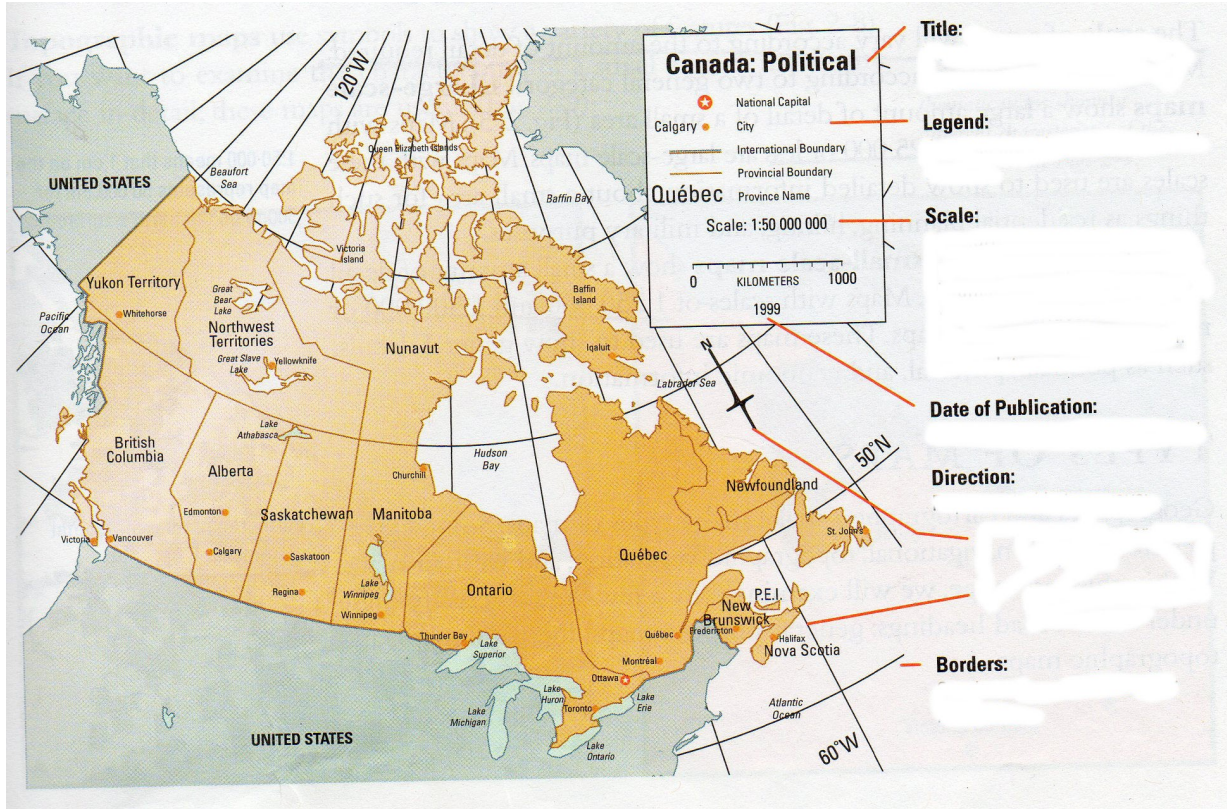 Title:
Canada: Political
National Capital
Calgary
City
International Boundary
Provincial Boundary
Québec
Province Name
Scale: 1:50 000 000
0
KILOMETERS
1000
1999
Legend:
Scale:
Date of Publication:
Direction:
Borders:
120°W
UNITED STATES
Beaufort
Sea
Queen Elizabeth Islands
Baffin Bay
Victoria
Island
Yukon Territory
Great
Bear
Lake
Baffin
Island
Pacific
Ocean
Whitehorse
Northwest
Territories
Nunavut
Iqaluit
N
Great Slave
Lake
Yellowknife
Labrador Sea
Lake
Athabasca
British
Columbia
Hudson
Bay
50°N
Alberta
Churchill
Newfoundland
Edmonton
Saskatchewan
Manitoba
Victoria
Vancouver
Calgary
Saskatoon
Québec
St. John's
Regina
Lake
Winnipeg
Ontario
P.E.I.
New
Brunswick
Winnipeg
Thunder Bay
Québec
Fredericton
Halifax
Nova Scotia
Lake
Superior
Montréal
Ottawa
Lake
Huron
Lake
Erie
Toronto
Lake
Michigan
Atlantic
Ocean
UNITED STATES
Lake
Ontario
60°W